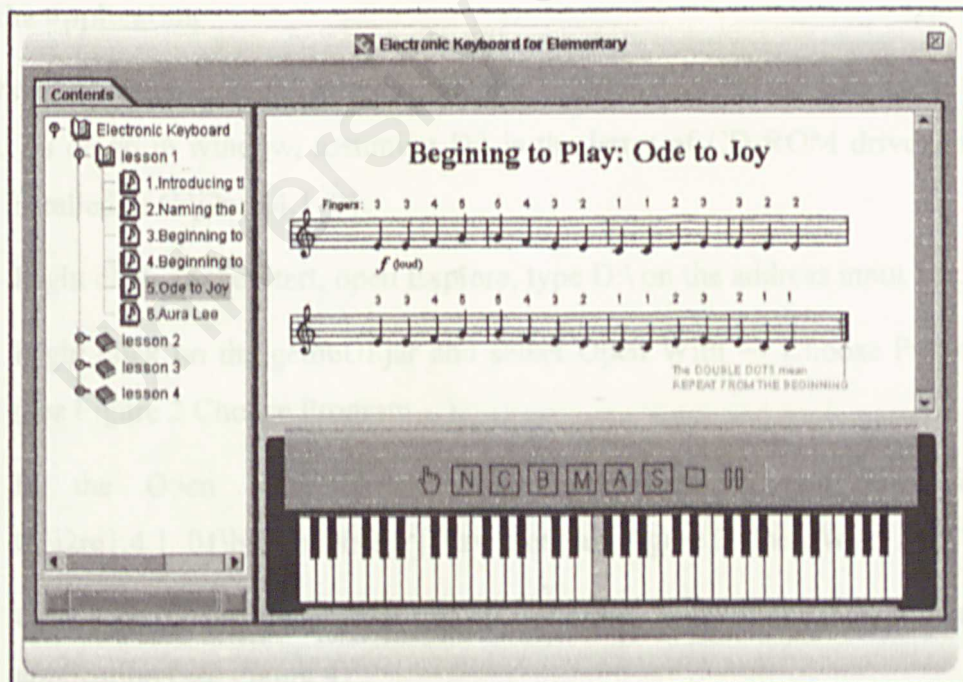 Electronic Keyboard for Elementary
Contents
Electronic Keyboard
lesson 1
1.Introducing tl
2.Naming the l
3.Beginning to
4.Beginning to
5.Ode to Joy
6.Aura Lee
lesson 2
lesson 3
lesson 4
Begining to Play: Ode to Joy
Fingers: 3 3 4 5 5 4 3 2 1 1 2 3 3 2 2
f (loud)
3 3 4 5 5 4 3 2 1 1 2 3 2 1 1
The DOUBLE DOTS mean
REPEAT FROM THE BEGINNING
N C B M A S